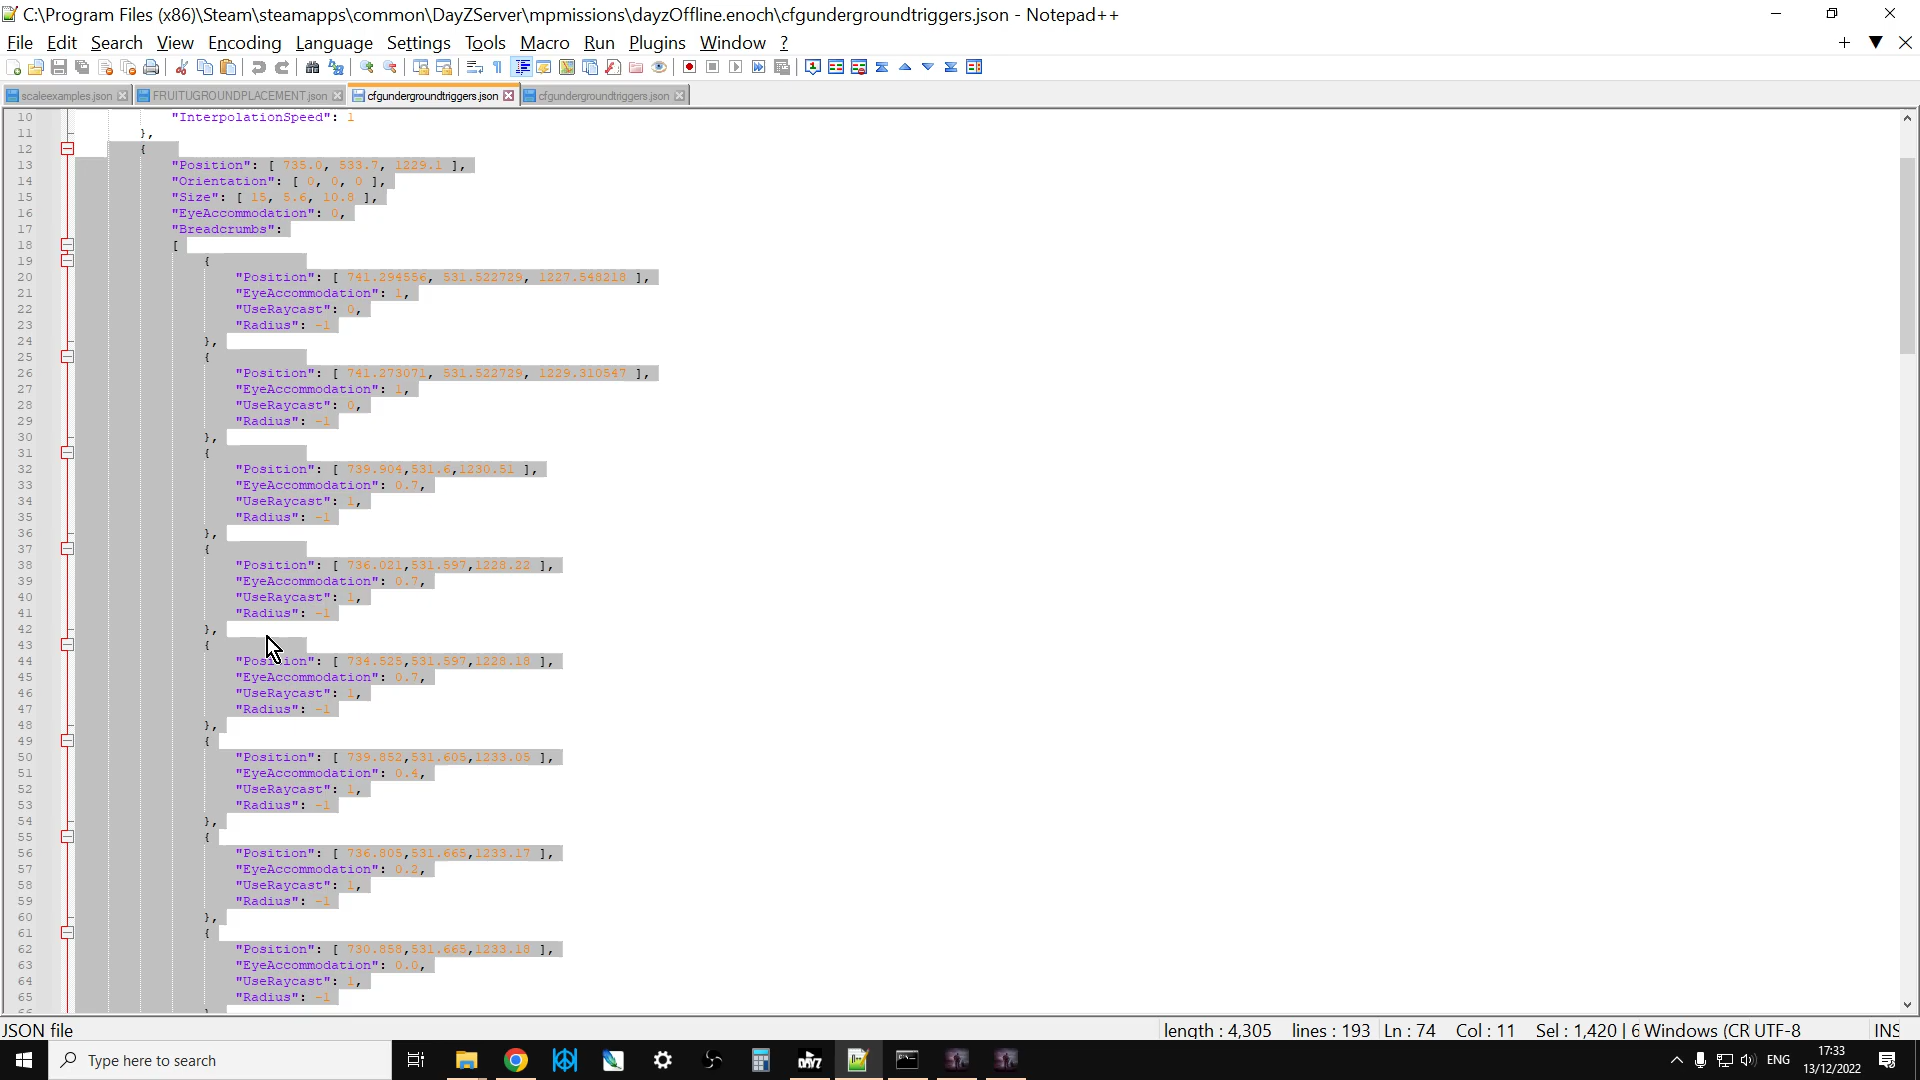 C:\Program Files (x86)\Steam\steamapps\common\DayZServer\mpmissions\dayzOffline.enoch\cfgundergroundtriggers.json - Notepad++
File Edit Search View Encoding Language Settings Tools Macro Run Plugins Window ?
scaleexamples.json FRUITUGROUNDPLACEMENT.json cfgundergroundtriggers.json cfgundergroundtriggers.json
10 "InterpolationSpeed": 1
11 },
12 {
13 "Position": [ 735.0, 533.7, 1229.1 ],
14 "Orientation": [ 0, 0, 0 ],
15 "Size": [ 15, 5.6, 10.8 ],
16 "EyeAccommodation": 0,
17 "Breadcrumbs":
18 [
19 {
20 "Position": [ 741.294556, 531.522729, 1227.548218 ],
21 "EyeAccommodation": 1,
22 "UseRaycast": 0,
23 "Radius": -1
24 },
25 {
26 "Position": [ 741.273071, 531.522729, 1229.310547 ],
27 "EyeAccommodation": 1,
28 "UseRaycast": 0,
29 "Radius": -1
30 },
31 {
32 "Position": [ 739.904,531.6,1230.51 ],
33 "EyeAccommodation": 0.7,
34 "UseRaycast": 1,
35 "Radius": -1
36 },
37 {
38 "Position": [ 736.021,531.597,1228.22 ],
39 "EyeAccommodation": 0.7,
40 "UseRaycast": 1,
41 "Radius": -1
42 },
43 {
44 "Position": [ 734.525,531.597,1228.18 ],
45 "EyeAccommodation": 0.7,
46 "UseRaycast": 1,
47 "Radius": -1
48 },
49 {
50 "Position": [ 739.852,531.605,1233.05 ],
51 "EyeAccommodation": 0.4,
52 "UseRaycast": 1,
53 "Radius": -1
54 },
55 {
56 "Position": [ 736.805,531.665,1233.17 ],
57 "EyeAccommodation": 0.2,
58 "UseRaycast": 1,
59 "Radius": -1
60 },
61 {
62 "Position": [ 730.858,531.665,1233.18 ],
63 "EyeAccommodation": 0.0,
64 "UseRaycast": 1,
65 "Radius": -1
JSON file length : 4,305 lines : 193 Ln : 74 Col : 11 Sel : 1,420 | 6 Windows (CR UTF-8 INS
Type here to search DAYZ ENG 17:33
13/12/2022